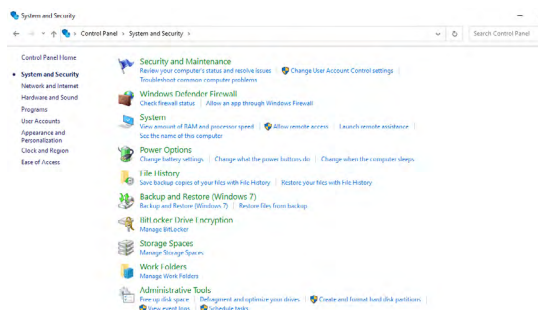 System and Security
Control Panel > System and Security >
Search Control Panel
Control Panel Home
System and Security
Network and Internet
Hardware and Sound
Programs
User Accounts
Appearance and
Personalization
Clock and Region
Ease of Access
Security and Maintenance
Review your computer's status and resolve issues | Change User Account Control settings
Troubleshoot common computer problems
Windows Defender Firewall
Check firewall status | Allow an app through Windows Firewall
System
View amount of RAM and processor speed | Allow remote access | Launch remote assistance
See the name of this computer
Power Options
Change battery settings | Change what the power buttons do | Change when the computer sleeps
File History
Save backup copies of your files with File History | Restore your files with File History
Backup and Restore (Windows 7)
Backup and Restore (Windows 7) | Restore files from backup
BitLocker Drive Encryption
Manage BitLocker
Storage Spaces
Manage Storage Spaces
Work Folders
Manage Work Folders
Administrative Tools
Free up disk space | Defragment and optimize your drives | Create and format hard disk partitions
View event logs | Schedule tasks